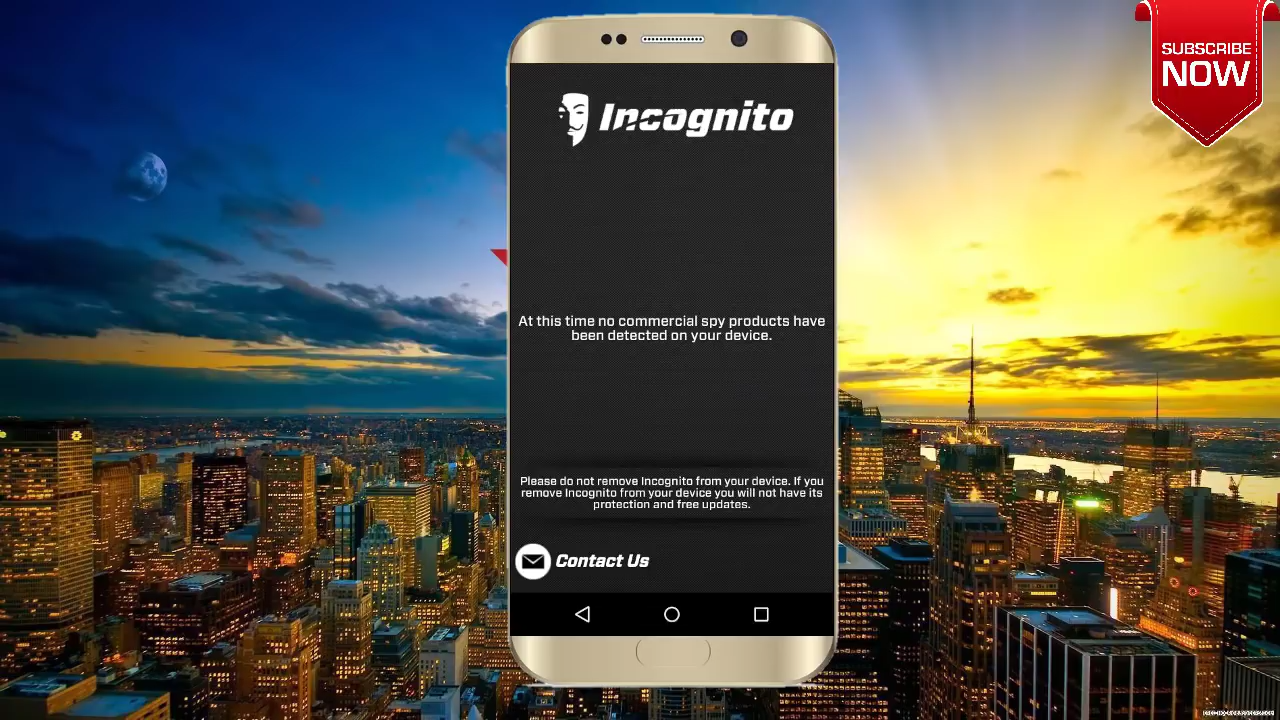 SUBSCRIBE
NOW
Incognito
At this time no commercial spy products have
been detected on your device.
Please do not remove Incognito from your device. If you
remove Incognito from your device you will not have its
protection and free updates.
Contact Us